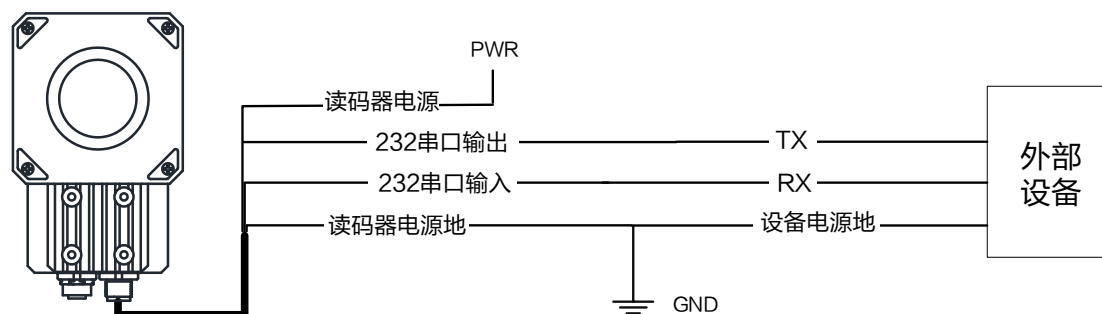 PWR
读码器电源
232串口输出 TX
232串口输入 RX
读码器电源地 设备电源地
外部
设备
GND